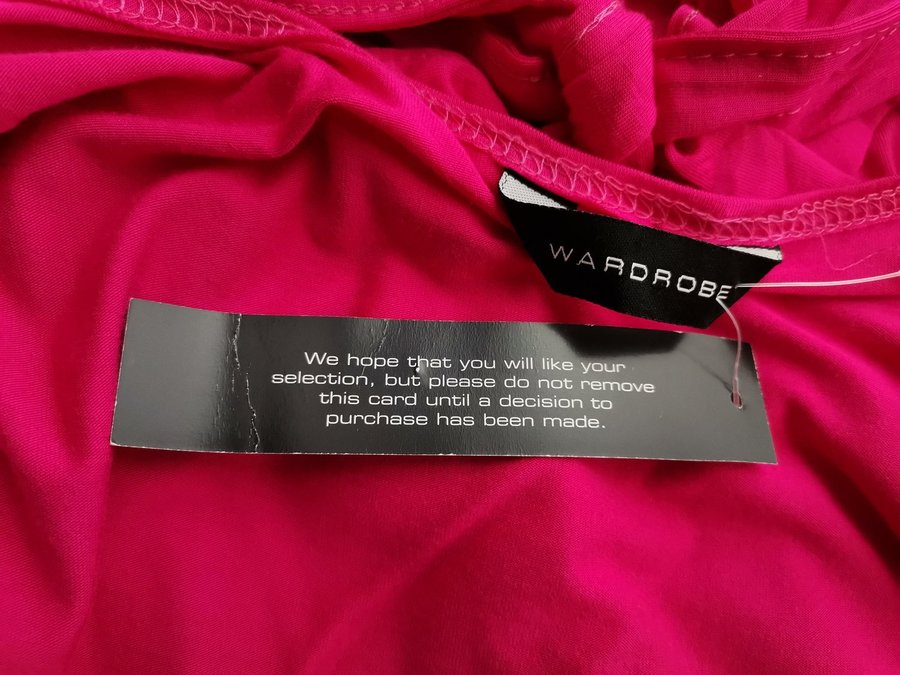 WARDROBE
We hope that you will like your
selection, but please do not remove
this card until a decision to
purchase has been made.